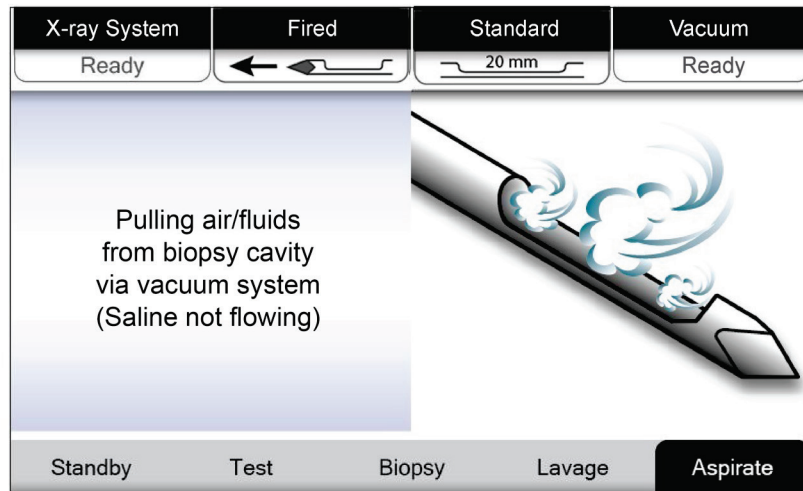 X-ray System
Fired
Standard
Vacuum
Ready
20 mm
Ready
Pulling air/fluids
from biopsy cavity
via vacuum system
(Saline not flowing)
Standby
Test
Biopsy
Lavage
Aspirate